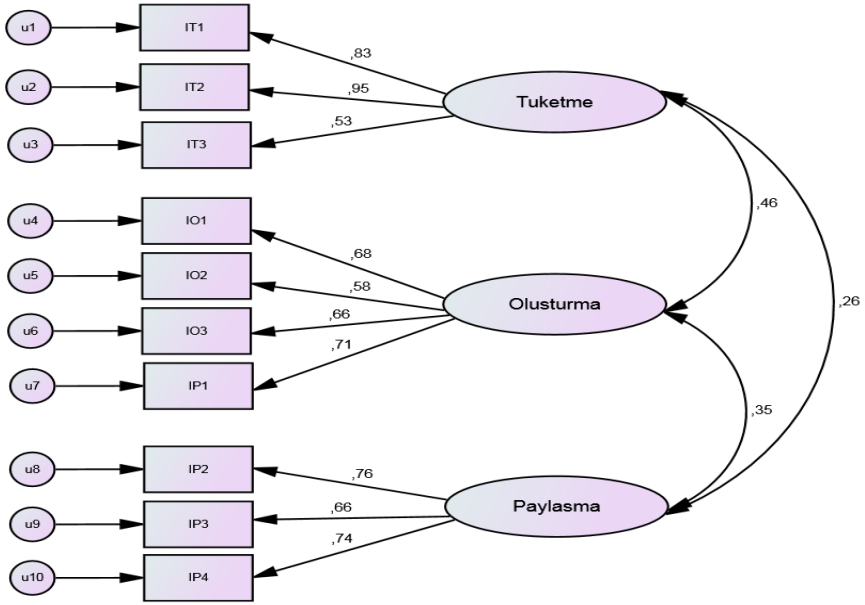 u1
IT1
,83
u2
IT2
,95
Tuketme
u3
IT3
,53
,46
u4
IO1
,68
u5
IO2
,58
Olusturma
,26
u6
IO3
,66
u7
IP1
,71
,35
u8
IP2
,76
u9
IP3
,66
Paylasma
u10
IP4
,74